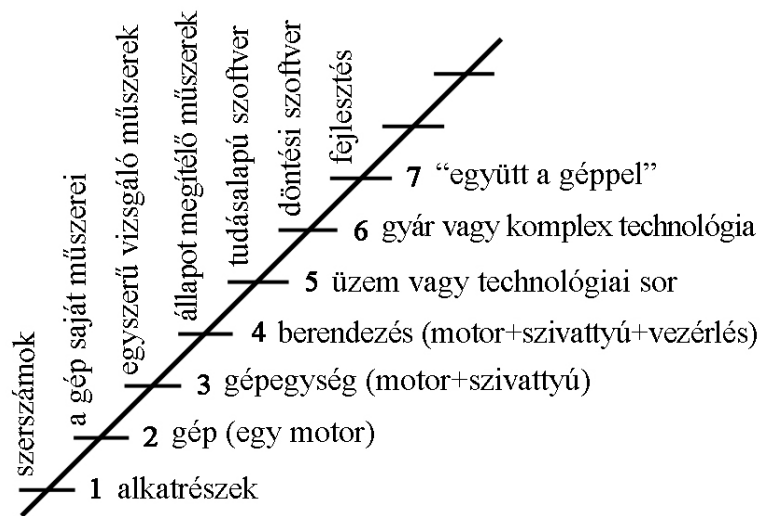 szerszámok
a gép saját műszerei
egyszerű vizsgáló műszerek
állapot megítélő műszerek
tudásalapú szoftver
döntési szoftver
fejlesztés
7 “együtt a géppel”
6 gyár vagy komplex technológia
5 üzem vagy technológiai sor
4 berendezés (motor+szivattyú+vezérlés)
3 gépegység (motor+szivattyú)
2 gép (egy motor)
1 alkatrészek